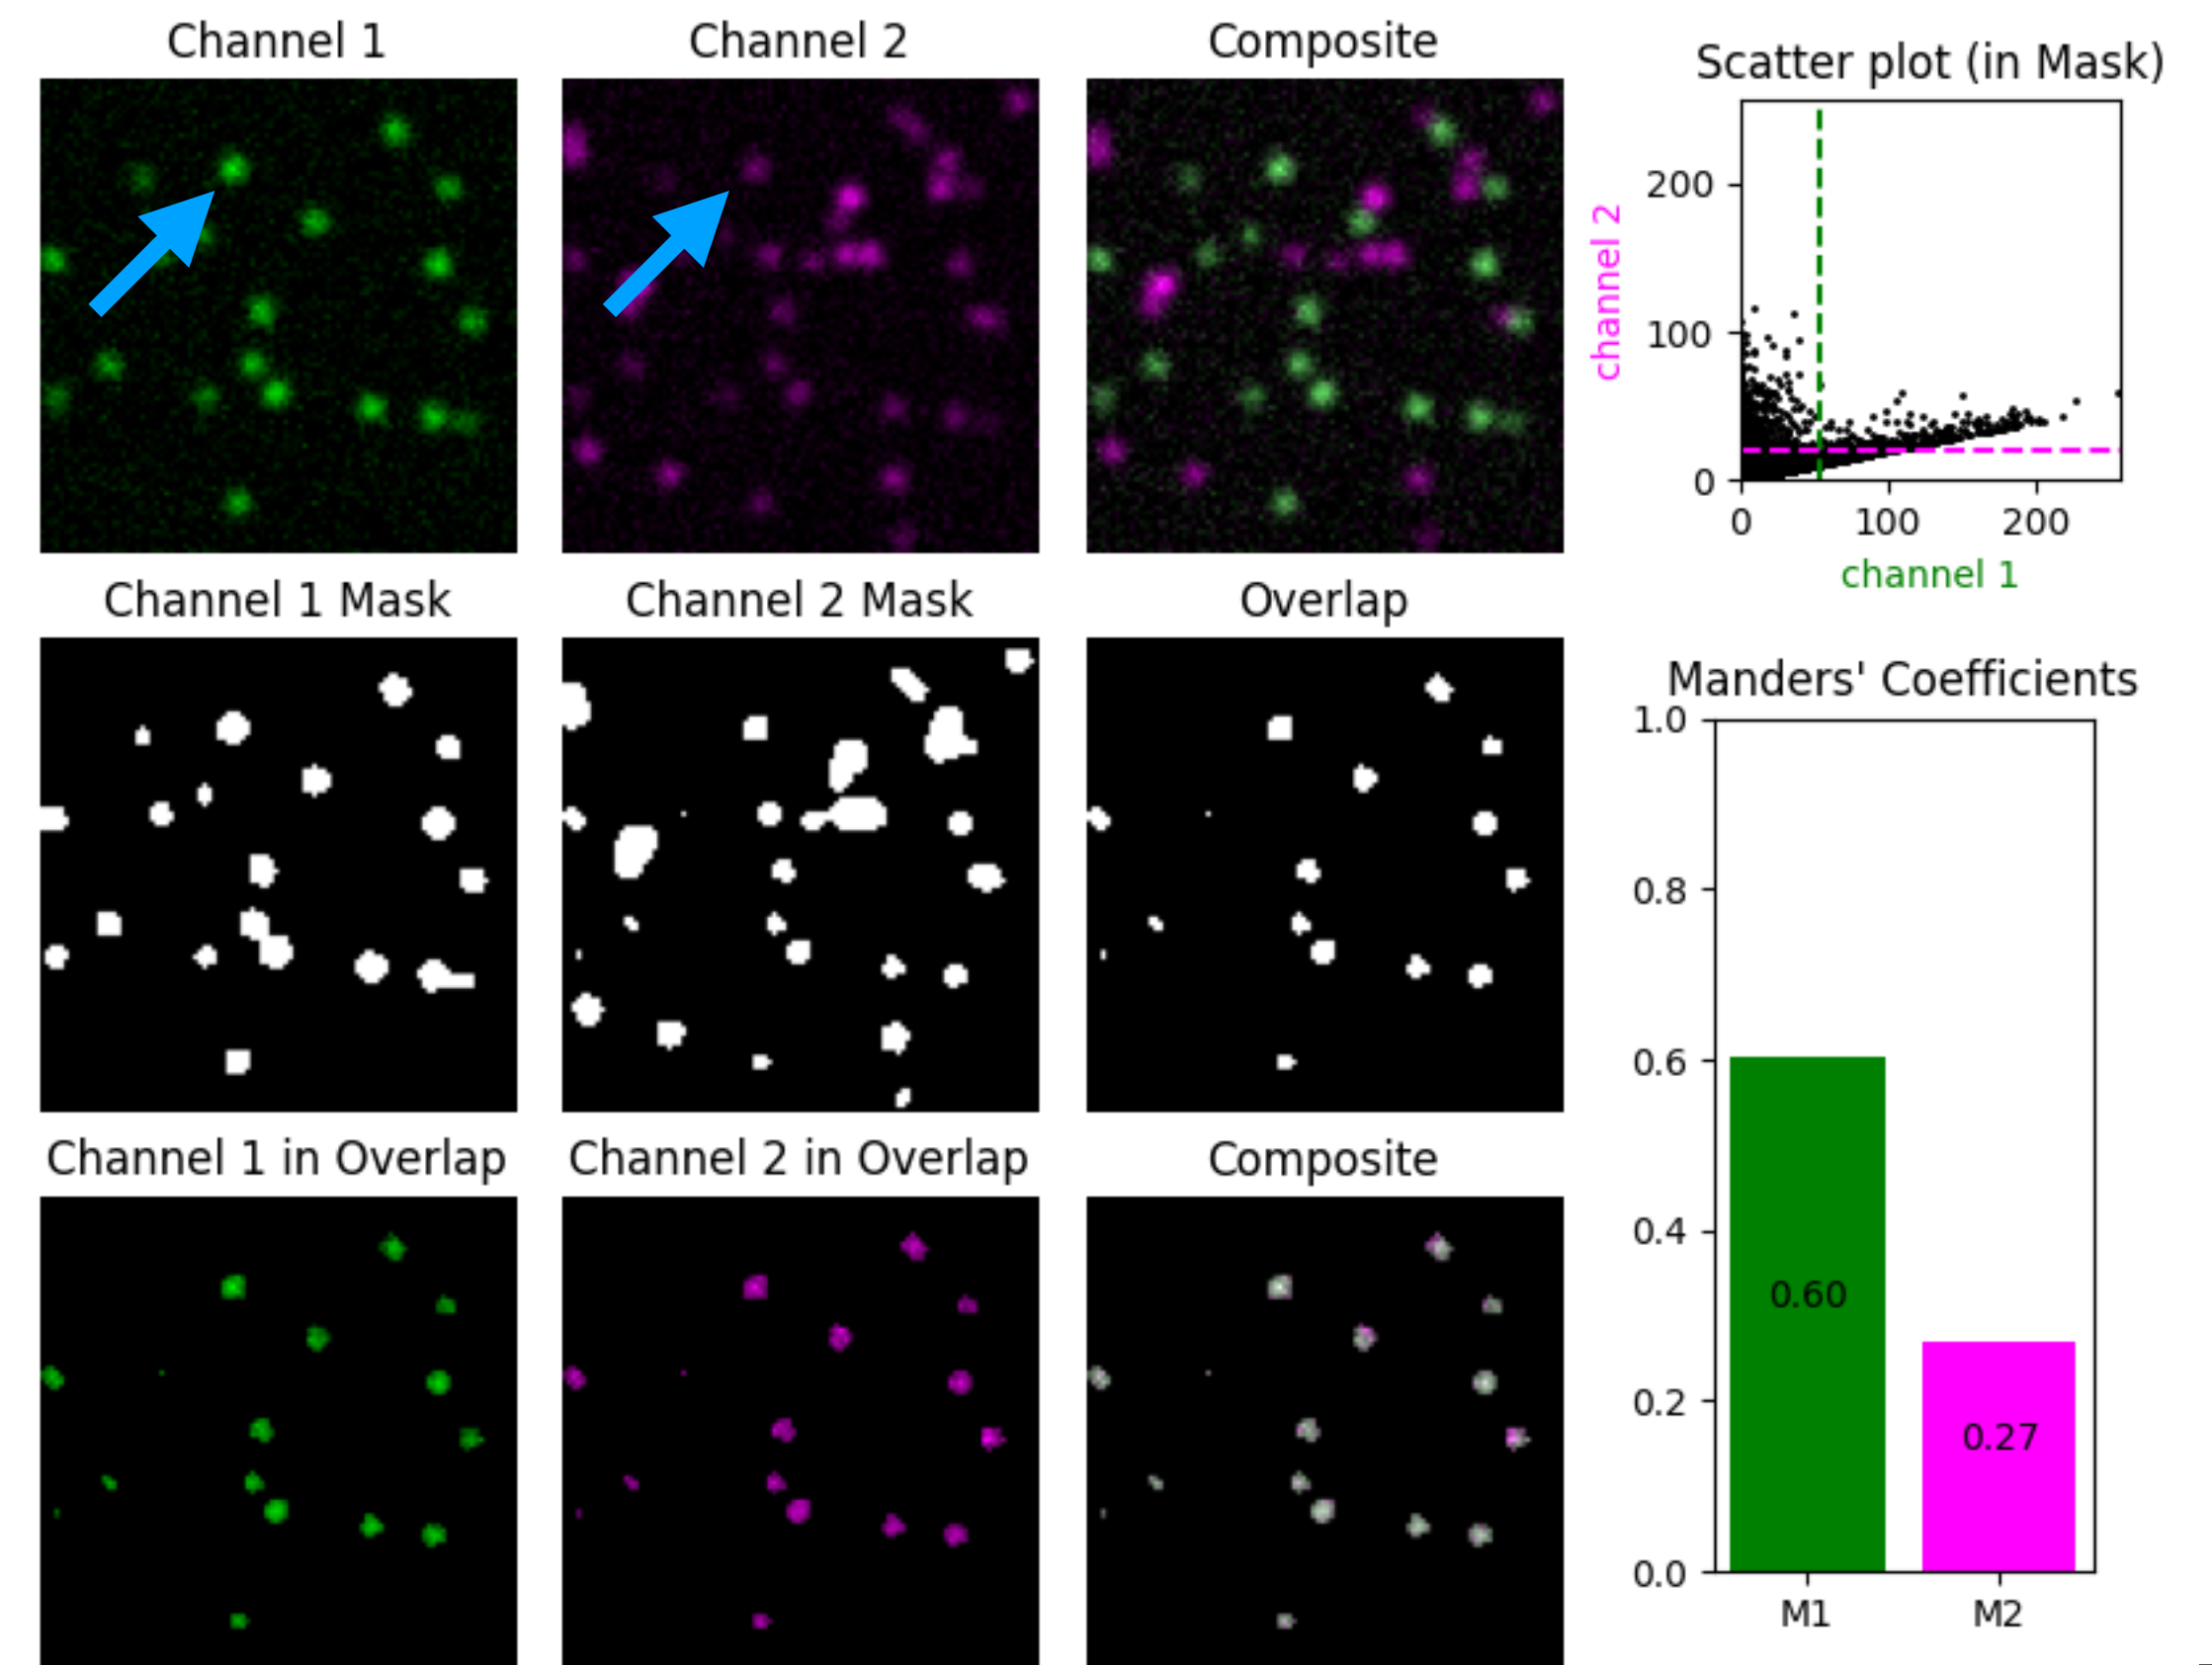 Channel 1
Channel 2
Composite
Scatter plot (in Mask)
channel 2
200
100
0
0
100
200
channel 1
Channel 1 Mask
Channel 2 Mask
Overlap
Manders' Coefficients
1.0
0.8
0.6
0.4
0.2
0.0
0.60
0.27
M1
M2
Channel 1 in Overlap
Channel 2 in Overlap
Composite